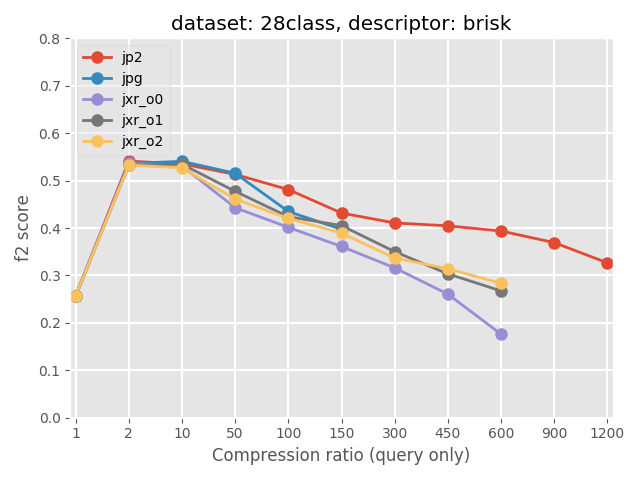 dataset: 28class, descriptor: brisk
0.8
0.7
0.6
0.5
0.4
0.3
0.2
0.1
0.0
f2 score
jp2
jpg
jxr_o0
jxr_o1
jxr_o2
1 2 10 50 100 150 300 450 600 900 1200
Compression ratio (query only)